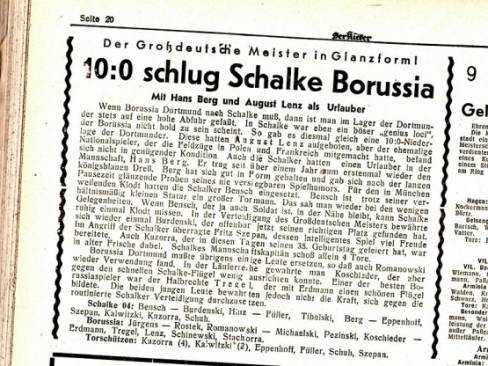 Seite 20
Der Kicker
Der Großdeutsche Meister in Glanzform!
10:0 schlug Schalke Borussia
Mit Hans Berg und August Lenz als Urlauber
Wenn Borussia Dortmund nach Schalke muß, dann ist man im Lager der Dortmun-
der stets auf eine hohe Abfuhr gefaßt. In Schalke war eben ein böser „genius loci",
der Borussia nicht hold zu sein scheint. So gab es diesmal gleich eine 10:0-Nieder-
lage der Dortmunder. Diese hatten August Lenz aufgeboten, aber der ehemalige
Nationalspieler, der die Feldzüge in Polen und Frankreich mitgemacht hatte, befand
sich nicht in genügender Kondition. Auch die Schalker hatten einen Urlauber in der
Mannschaft, Hans Berg. Er trug seit über einem Jahr zum erstenmal wieder den
königsblauen Dreß. Berg hat sich gut in Form gehalten und gab sich nach der langen
Pausezeit glänzende Proben seines nie versiegbaren Spielhumors. Für den in München
weilenden Klodt hatten die Schalker Bensch eingesetzt. Bensch ist trotz seiner ver-
hältnismäßig kleinen Statur ein großer Tormann. Das sah man wieder bei den wenigen
Gelegenheiten. Wenn Bensch, der ja auch Soldat ist, in der Nähe bleibt, kann Schalke
ruhig einmal Klodt missen. In der Verteidigung des Großdeutschen Meisters bewährte
sich wieder einmal Burdenski, der offenbar jetzt seinen richtigen Platz gefunden hat.
Im Angriff der Schalker überragte Fritz Szepan, dessen intelligentes Spiel viel Freude
bereitete. Auch Kuzorra, der in diesen Tagen seinen 35. Geburtstag gefeiert hat, war
in alter Frische dabei. Schalkes Mannschaftskapitän schoß allein 4 Tore.
Borussia Dortmund mußte übrigens einige Leute ersetzen, so daß auch Romanowski
wieder Verwendung fand. In der Läuferreihe gewahrte man Koschieder, der aber
gegen den schnellen Schalke-Flügel wenig ausrichten konnte. Einer der besten Bo-
russiaspieler war der Halbrechte Tregel, der mit Erdmann einen schönen Flügel
bildete. Die beiden jungen Leute bewahrten jedoch nicht die Kraft, sich gegen die
routinierte Schalker Verteidigung durchzusetzen.
Schalke 04: Bensch — Burdenski, Hinz — Füller, Tibulski, Berg — Eppenhoff,
Szepan, Kalwitzki, Kuzorra, Schuh.
Borussia: Jürgens — Rostek, Romanowski — Michaelski, Pezinski, Koschieder —
Erdmann, Tregel, Lenz, Schinewski, Stachorra.
Torschützen: Kuzorra (4), Kalwitzki (2), Eppenhoff, Füller, Schuh, Szepan.
9